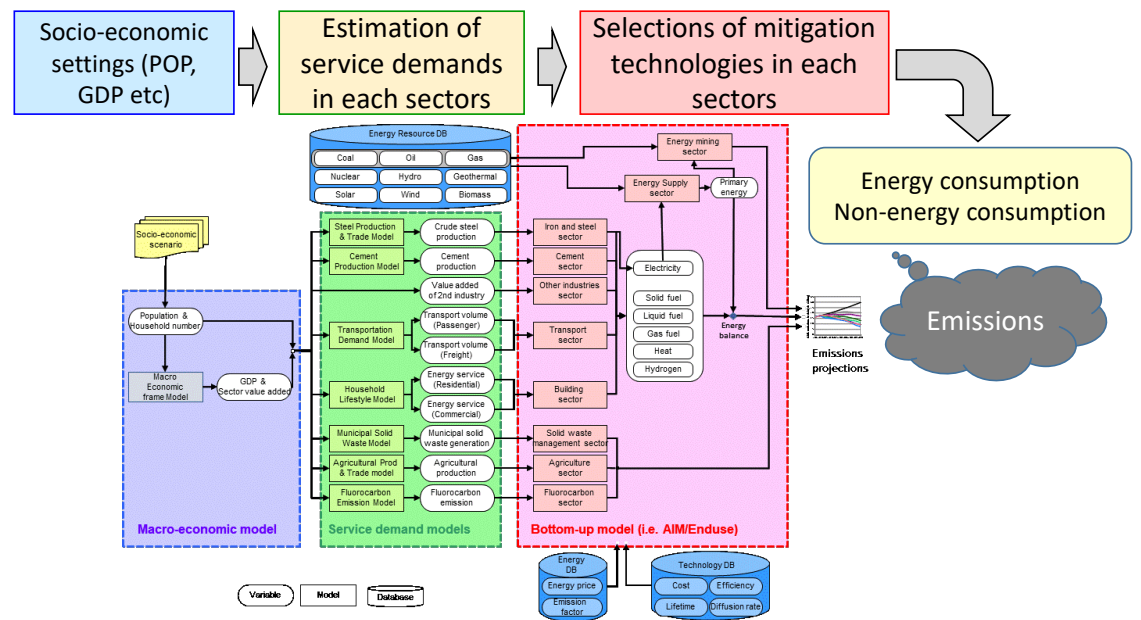 Socio-economic
settings (POP,
GDP etc)
Estimation of
service demands
in each sectors
Selections of mitigation
technologies in each
sectors
Energy consumption
Non-energy consumption
Emissions
Energy Resource DB
Coal
Oil
Gas
Nuclear
Hydro
Geothermal
Solar
Wind
Biomass
Energy mining
sector
Energy Supply
sector
Primary
energy
Socio-economic
scenario
Population &
Household number
Macro
Economic
frame Model
GDP &
Sector value added
Macro-economic model
Steel Production
& Trade Model
Crude steel
production
Cement
Production Model
Cement
production
Value added
of 2nd industry
Transportation
Demand Model
Transport volume
(Passenger)
Transport volume
(Freight)
Household
Lifestyle Model
Energy service
(Residential)
Energy service
(Commercial)
Municipal Solid
Waste Model
Municipal solid
waste generation
Agricultural Prod
& Trade model
Agricultural
production
Fluorocarbon
Emission Model
Fluorocarbon
emission
Service demand models
Iron and steel
sector
Cement
sector
Other industries
sector
Transport
sector
Building
sector
Solid waste
management sector
Agriculture
sector
Fluorocarbon
sector
Electricity
Solid fuel
Liquid fuel
Gas fuel
Heat
Hydrogen
Energy
balance
Bottom-up model (i.e. AIM/Enduse)
Emissions
projections
Energy
DB
Energy price
Emission
factor
Technology DB
Cost
Efficiency
Lifetime
Diffusion rate
Variable
Model
Database